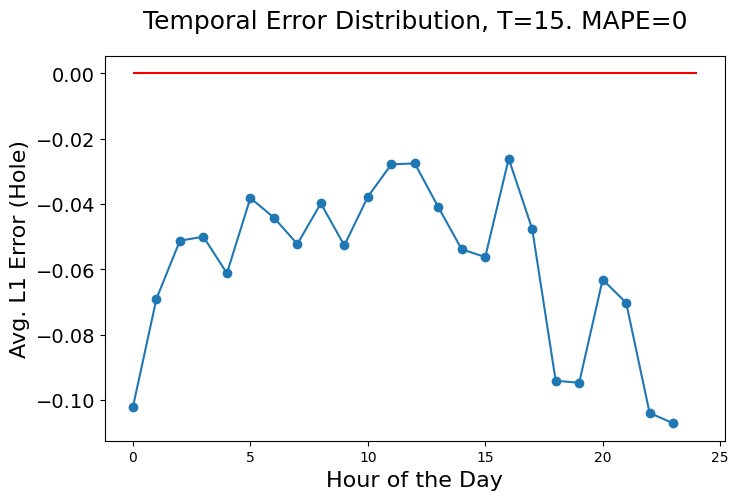 Temporal Error Distribution, T=15. MAPE=0
0.00
−0.02
−0.04
−0.06
−0.08
−0.10
Avg. L1 Error (Hole)
0 5 10 15 20 25
Hour of the Day